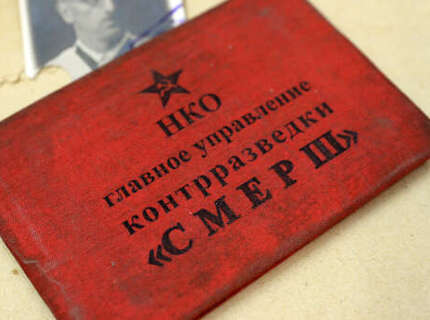 НКО
главное управление
контрразведки
«СМЕРШ»